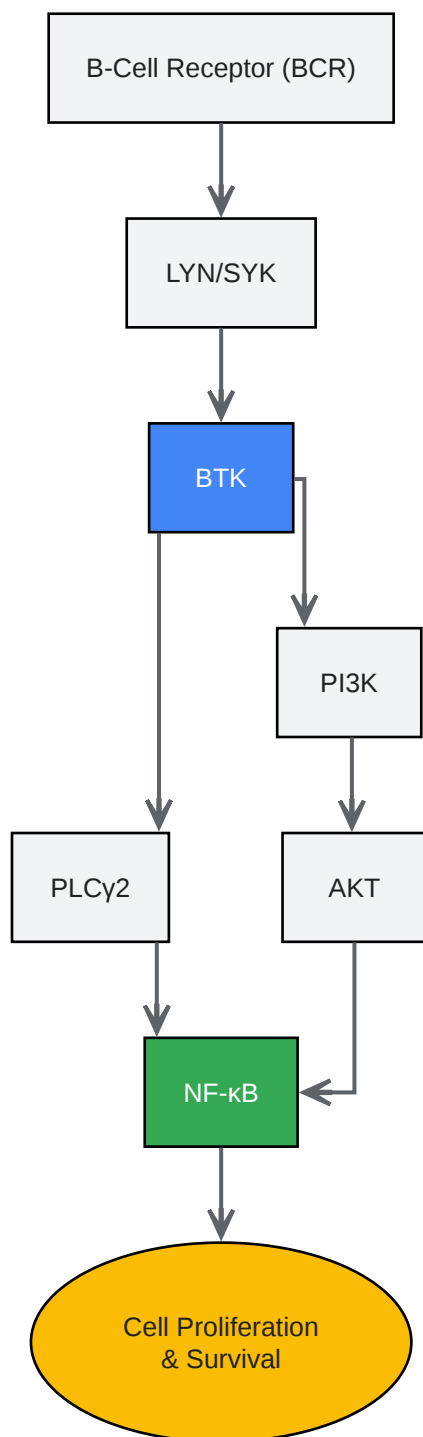 B-Cell Receptor (BCR)
LYN/SYK
BTK
PI3K
PLCγ2
AKT
NF-κB
Cell Proliferation
& Survival